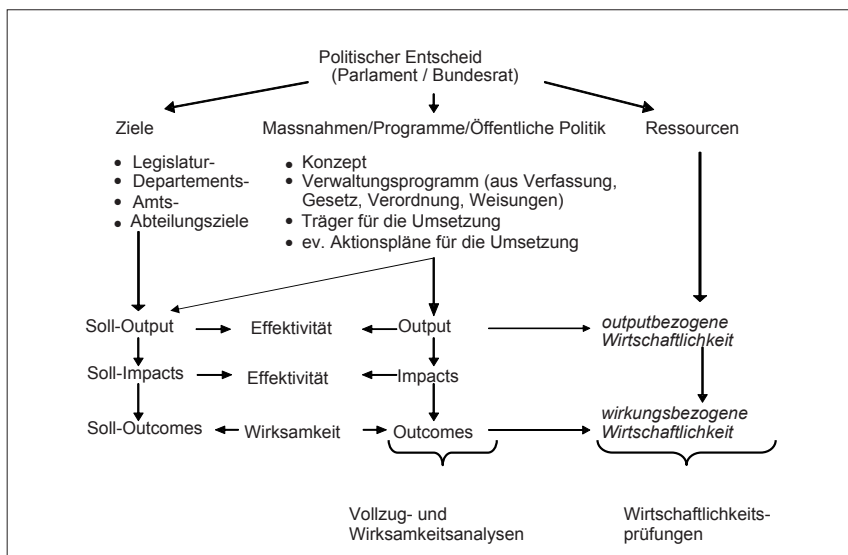 Politischer Entscheid
(Parlament / Bundesrat)
Ziele
Massnahmen/Programme/Öffentliche Politik
Ressourcen
• Legislatur-
• Departements-
• Amts-
• Abteilungsziele
• Konzept
• Verwaltungsprogramm (aus Verfassung,
Gesetz, Verordnung, Weisungen)
• Träger für die Umsetzung
• ev. Aktionspläne für die Umsetzung
Soll-Output
Effektivität
Output
outputbezogene
Wirtschaftlichkeit
Soll-Impacts
Effektivität
Impacts
Soll-Outcomes
Wirksamkeit
Outcomes
wirkungsbezogene
Wirtschaftlichkeit
Vollzug- und
Wirksamkeitsanalysen
Wirtschaftlichkeits-
prüfungen